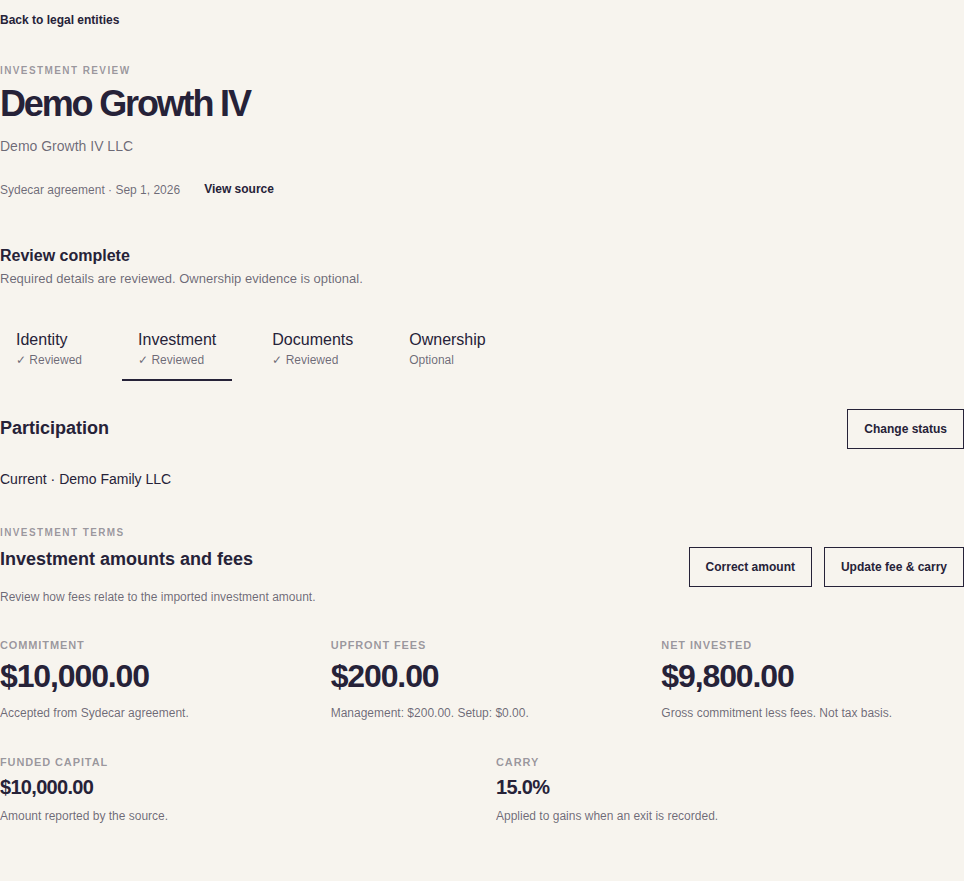 Back to legal entities
INVESTMENT REVIEW
Demo Growth IV
Demo Growth IV LLC
Sydecar agreement · Sep 1, 2026 View source
Review complete
Required details are reviewed. Ownership evidence is optional.
Identity Investment Documents Ownership
✓ Reviewed ✓ Reviewed ✓ Reviewed Optional
Participation Change status
Current · Demo Family LLC
INVESTMENT TERMS
Investment amounts and fees Correct amount Update fee & carry
Review how fees relate to the imported investment amount.
COMMITMENT UPFRONT FEES NET INVESTED
$10,000.00 $200.00 $9,800.00
Accepted from Sydecar agreement. Management: $200.00. Setup: $0.00. Gross commitment less fees. Not tax basis.
FUNDED CAPITAL CARRY
$10,000.00 15.0%
Amount reported by the source. Applied to gains when an exit is recorded.